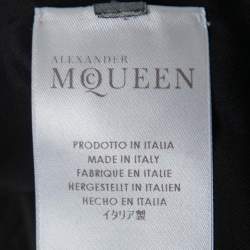 ALEXANDER
McQUEEN
PRODOTTO IN ITALIA
MADE IN ITALY
FABRIQUE EN ITALIE
HERGESTELLT IN ITALIEN
HECHO EN ITALIA
イタリア製